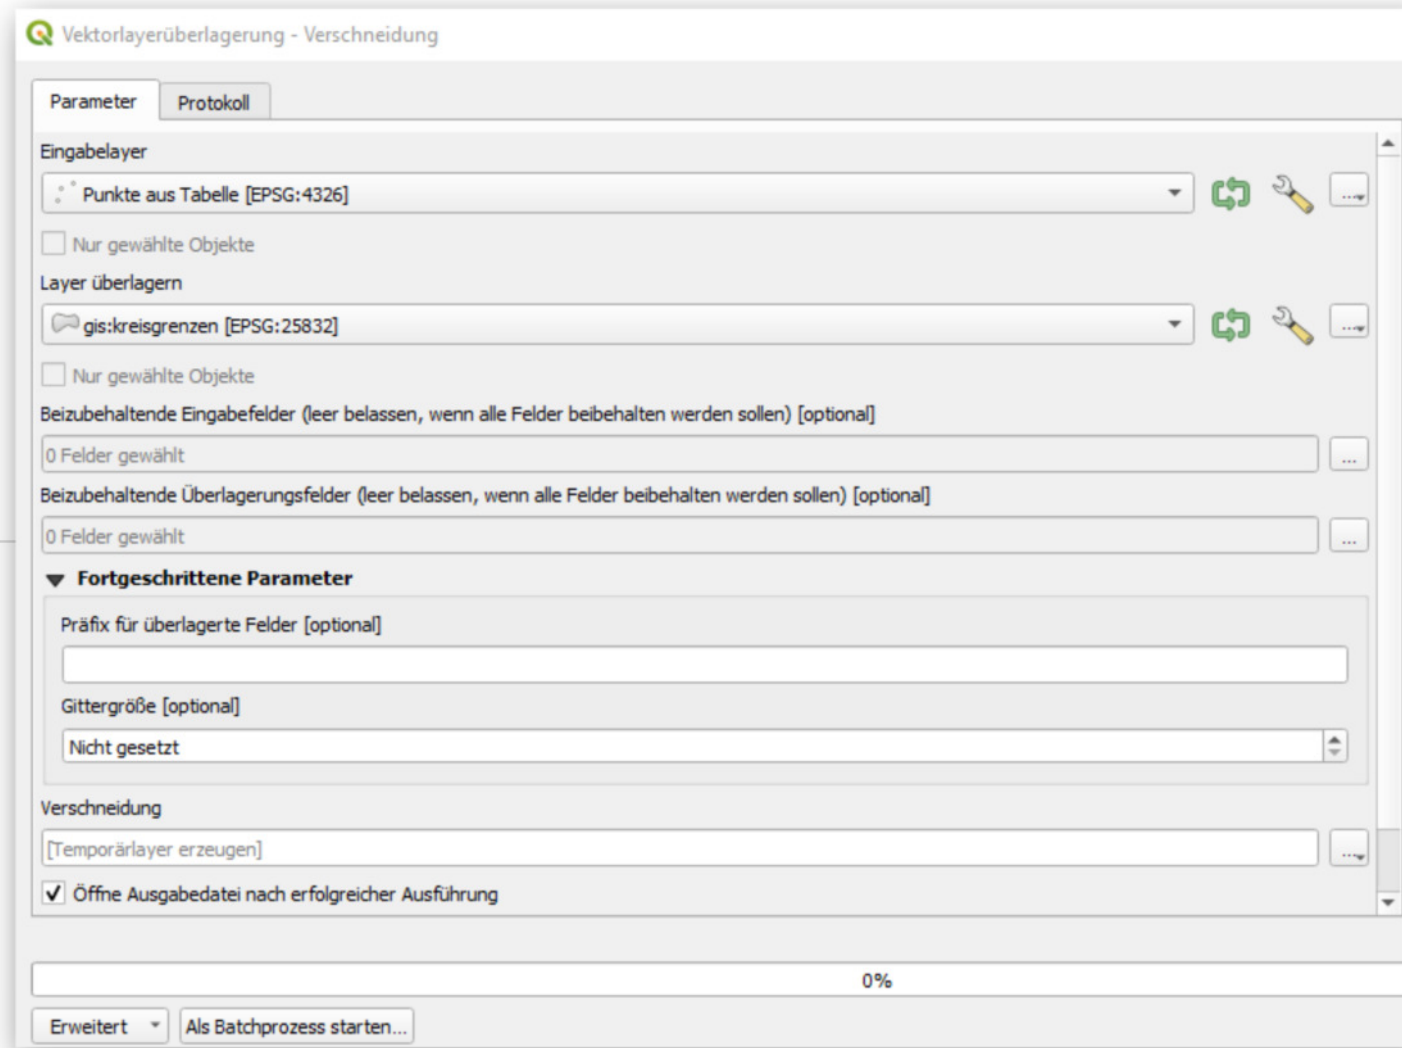 Vektorlayerüberlagerung - Verschneidung
Parameter
Protokoll
Eingabelayer
Punkte aus Tabelle [EPSG:4326]
...
Nur gewählte Objekte
Layer überlagern
gis:kreisgrenzen [EPSG:25832]
...
Nur gewählte Objekte
Beizubehaltende Eingabefelder (leer belassen, wenn alle Felder beibehalten werden sollen) [optional]
0 Felder gewählt
...
Beizubehaltende Überlagerungsfelder (leer belassen, wenn alle Felder beibehalten werden sollen) [optional]
0 Felder gewählt
...
Fortgeschrittene Parameter
Präfix für überlagerte Felder [optional]
Gittergröße [optional]
Nicht gesetzt
Verschneidung
[Temporärlayer erzeugen]
...
Öffne Ausgabedatei nach erfolgreicher Ausführung
0%
Erweitert
Als Batchprozess starten...